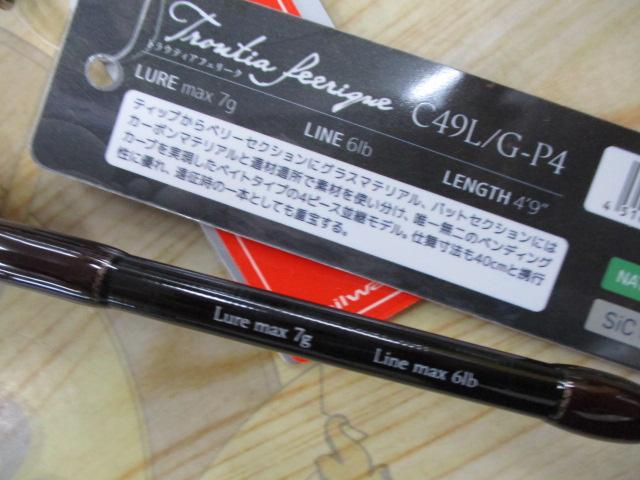 Troutia feerique
トラウティアフェリーク
C49L/G-P4
LURE max 7g
LINE 6lb
LENGTH 4'9"
ティップからベリーセクションにグラスマテリアル、バットセクションには
カーボンマテリアルと適材適所で素材を使い分け、唯一無二のベンディング
カーブを実現したベイトタイプの4ピース並継モデル。仕舞寸法も40cmと携行
性に優れ、遠征時の一本としても重宝する。
NA
SiC
Lure max 7g
Line max 6lb